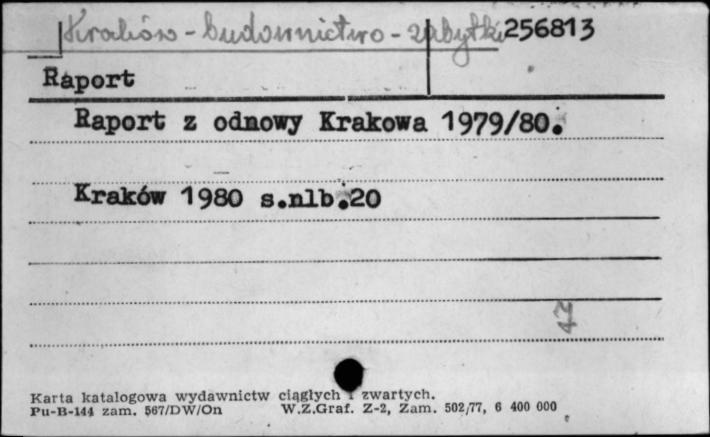 Kraków - budownictwo - zabytki 256813
Raport
Raport z odnowy Krakowa 1979/80.
Kraków 1980 s.nlb.20
Karta katalogowa wydawnictw ciągłych i zwartych.
Pu-B-144 zam. 567/DW/On W.Z.Graf. Z-2, Zam. 502/77, 6 400 000